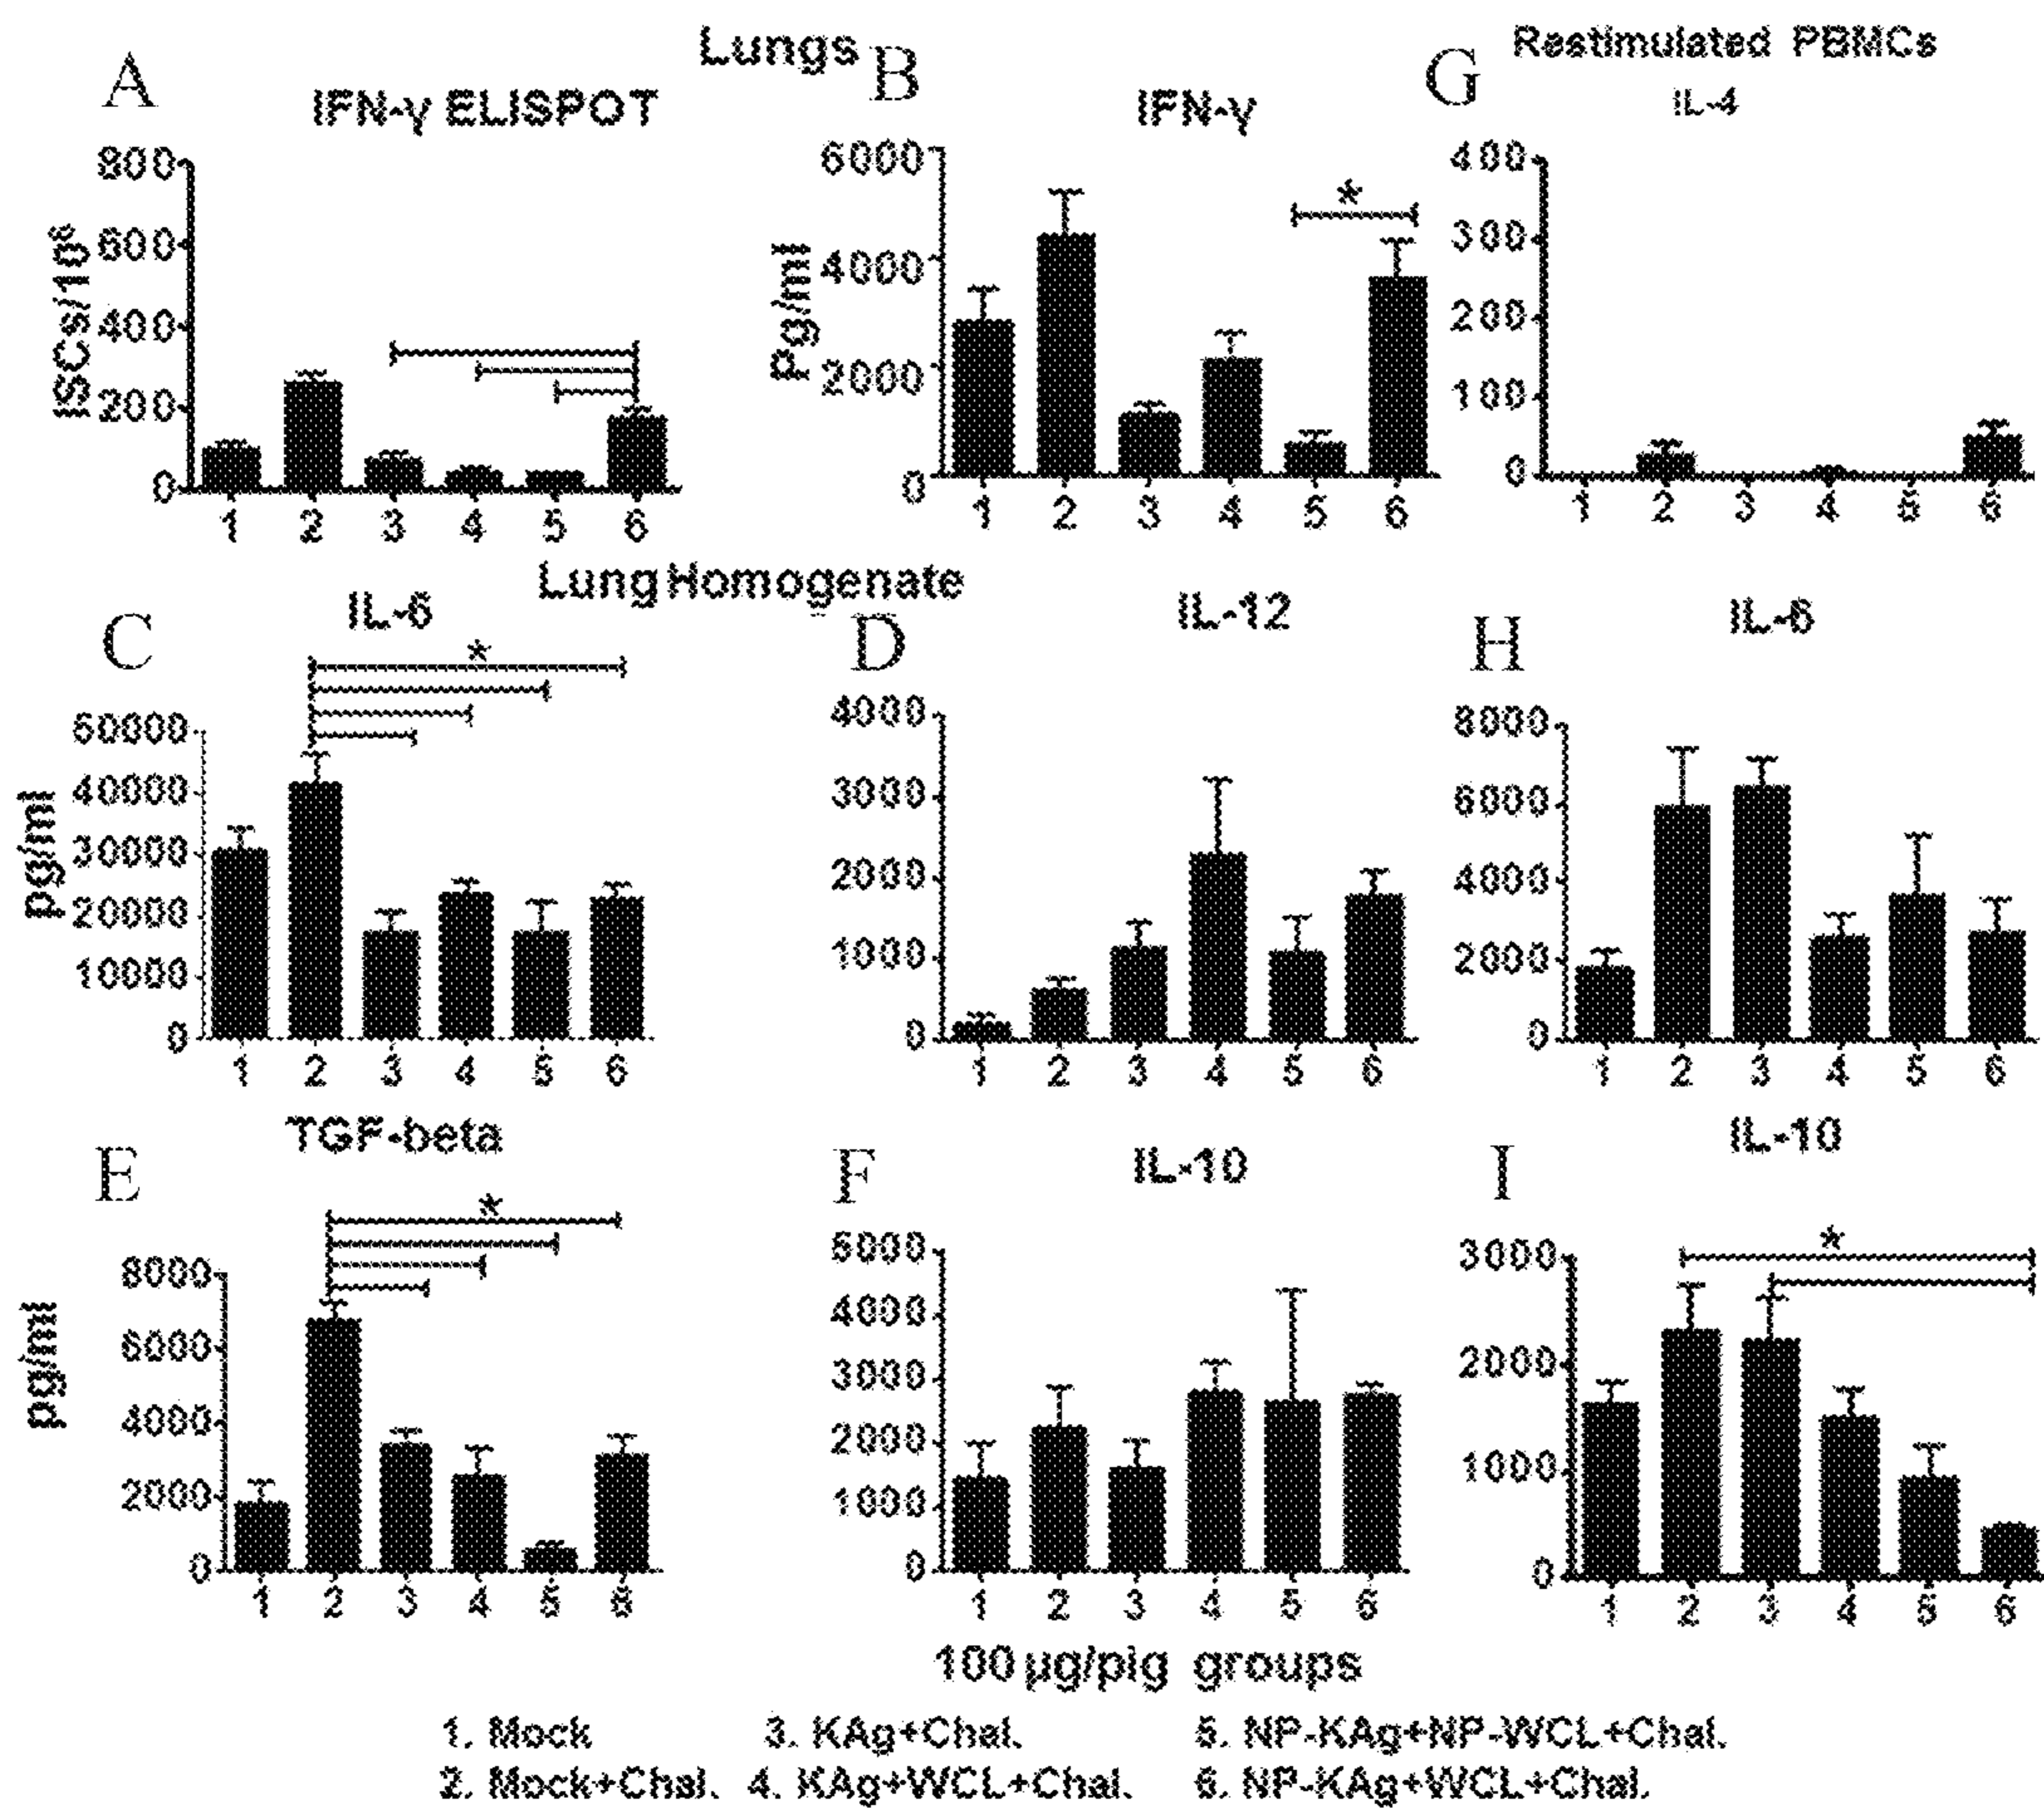 Lungs
Restimulated PBMCs
A
IFN-γ ELISPOT
ISCs/10⁶
800
600
400
200
0
1 2 3 4 5 6
B
IFN-γ
Pg/ml
6000
4000
2000
0
*
1 2 3 4 5 6
G
IL-4
400
300
200
100
0
1 2 3 4 5 6
Lung Homogenate
C
IL-6
pg/ml
50000
40000
30000
20000
10000
0
*
1 2 3 4 5 6
D
IL-12
4000
3000
2000
1000
0
1 2 3 4 5 6
H
IL-6
8000
6000
4000
2000
0
1 2 3 4 5 6
E
TGF-beta
pg/ml
8000
6000
4000
2000
0
*
1 2 3 4 5 6
F
IL-10
5000
4000
3000
2000
1000
0
1 2 3 4 5 6
I
IL-10
3000
2000
1000
0
*
1 2 3 4 5 6
100 µg/pig groups
1. Mock 3. KAg+Chal. 5. NP-KAg+NP-WCL+Chal.
2. Mock+Chal. 4. KAg+WCL+Chal. 6. NP-KAg+WCL+Chal.